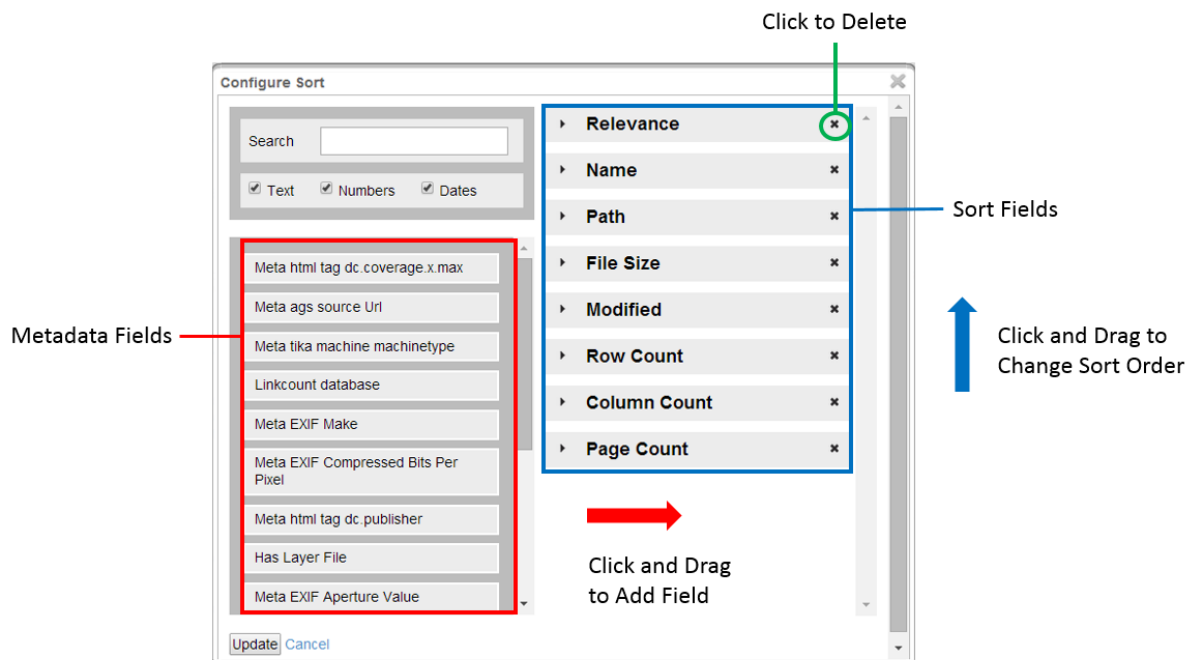 Click to Delete
Configure Sort
Search
Text Numbers Dates
Meta html tag dc.coverage.x.max
Meta ags source Url
Meta tika machine machinetype
Linkcount database
Meta EXIF Make
Meta EXIF Compressed Bits Per
Pixel
Meta html tag dc.publisher
Has Layer File
Meta EXIF Aperture Value
Update Cancel
Metadata Fields
Relevance
Name
Path
File Size
Modified
Row Count
Column Count
Page Count
Sort Fields
Click and Drag to
Change Sort Order
Click and Drag
to Add Field